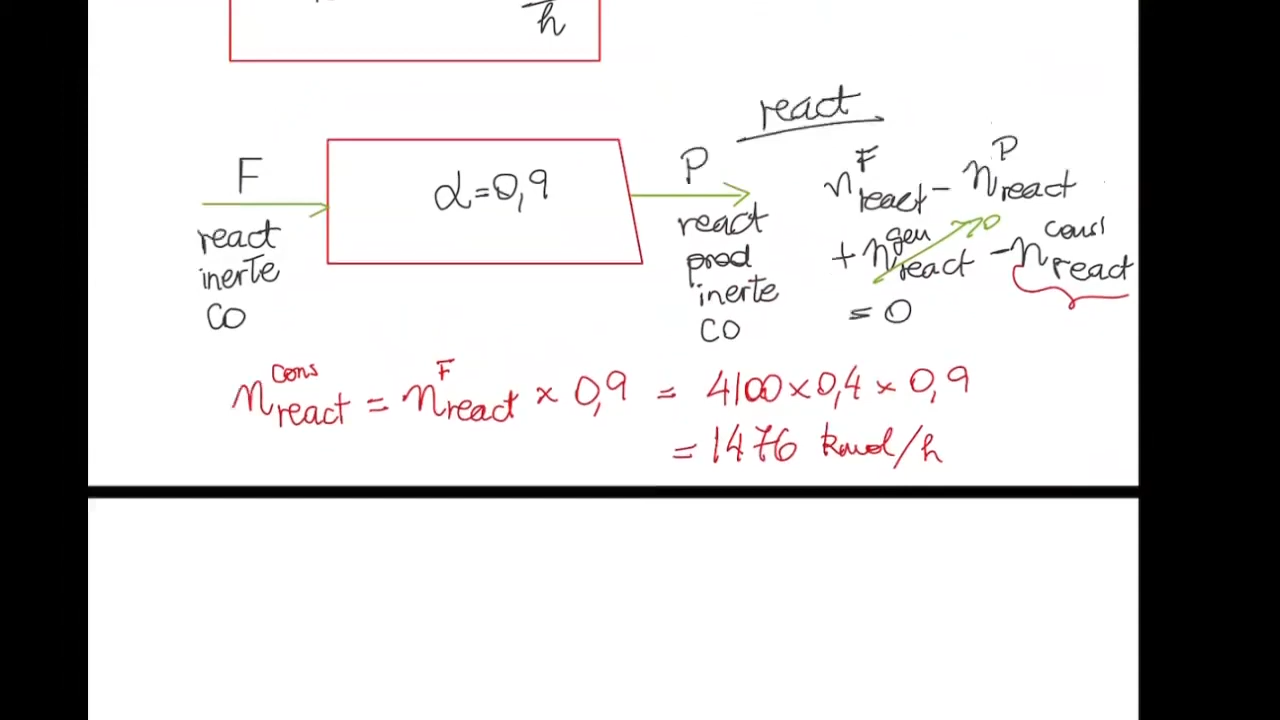 h
react
F
α=0,9
P
react
inerte
CO
react
prod
inerte
CO
n^F_react − n^P_react
+ n^gen_react →0 − n^cons_react
= 0
n^cons_react = n^F_react × 0,9 = 4100 × 0,4 × 0,9
= 1476 kmol/h